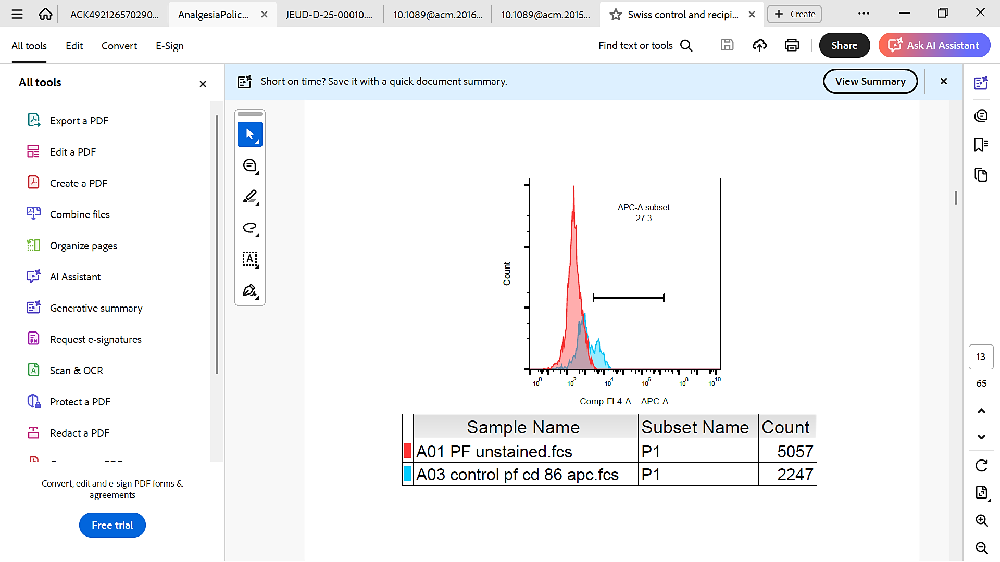 ACK492126570290...
AnalgesiaPolic...
JEUD-D-25-00010....
10.1089@acm.2016...
10.1089@acm.2015...
Swiss control and recipi...
+ Create
All tools
Edit
Convert
E-Sign
Find text or tools
Share
Ask AI Assistant
All tools
Short on time? Save it with a quick document summary.
View Summary
Export a PDF
Edit a PDF
Create a PDF
Combine files
Organize pages
AI Assistant
Generative summary
Request e-signatures
Scan & OCR
Protect a PDF
Redact a PDF
Convert, edit and e-sign PDF forms &
agreements
Free trial
APC-A subset
27.3
Count
10^0 10^2 10^4 10^6 10^8 10^10
Comp-FL4-A :: APC-A
Sample Name Subset Name Count
A01 PF unstained.fcs P1 5057
A03 control pf cd 86 apc.fcs P1 2247
13
65